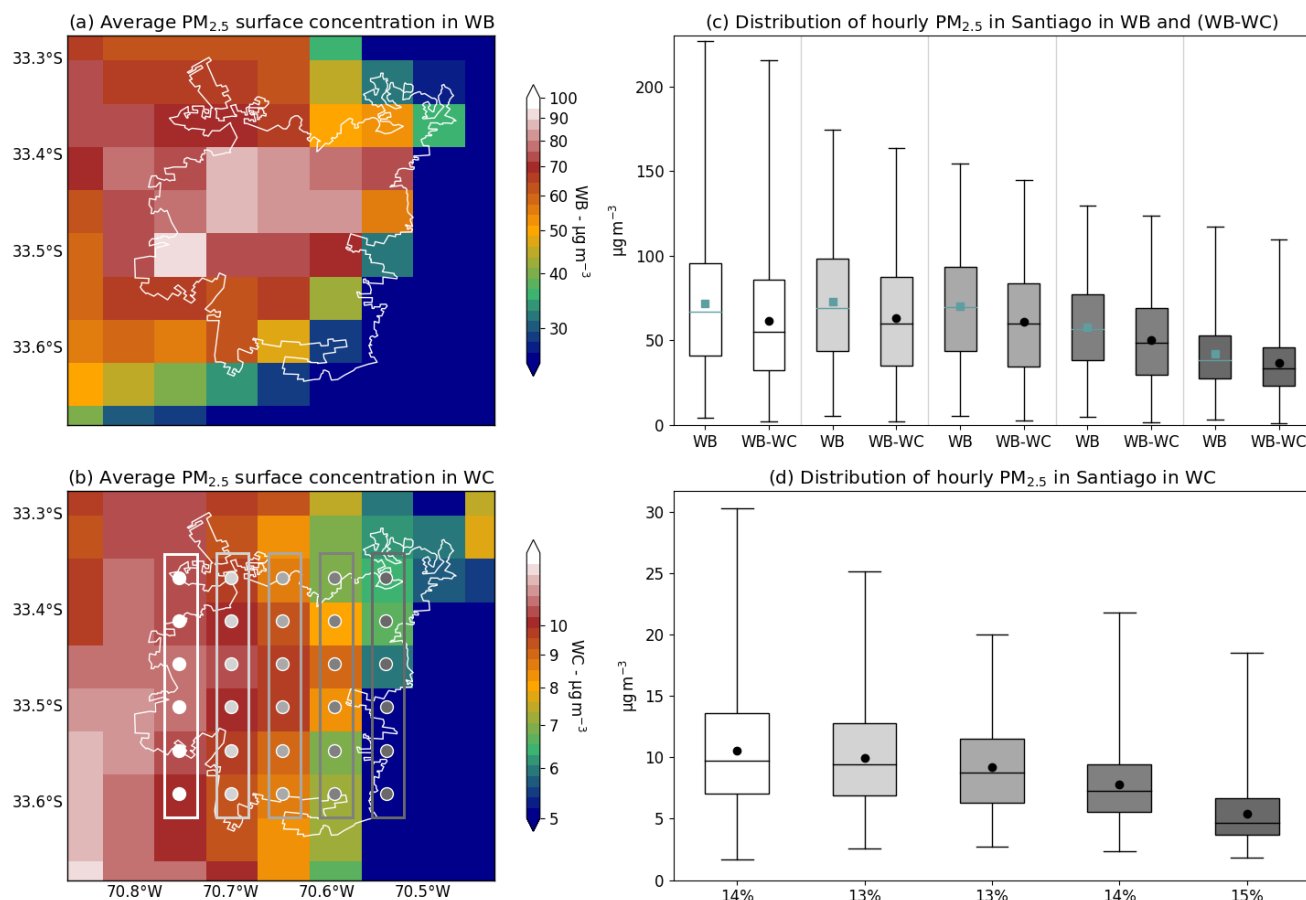 (a) Average PM₂.₅ surface concentration in WB
33.3°S
33.4°S
33.5°S
33.6°S
100
90
80
70
60
50
40
30
WB - µg m⁻³
(c) Distribution of hourly PM₂.₅ in Santiago in WB and (WB-WC)
200
150
100
50
0
µg m⁻³
WB WB-WC WB WB-WC WB WB-WC WB WB-WC WB WB-WC
(b) Average PM₂.₅ surface concentration in WC
33.3°S
33.4°S
33.5°S
33.6°S
70.8°W 70.7°W 70.6°W 70.5°W
10
9
8
7
6
5
WC - µg m⁻³
(d) Distribution of hourly PM₂.₅ in Santiago in WC
30
25
20
15
10
5
0
µg m⁻³
14% 13% 13% 14% 15%